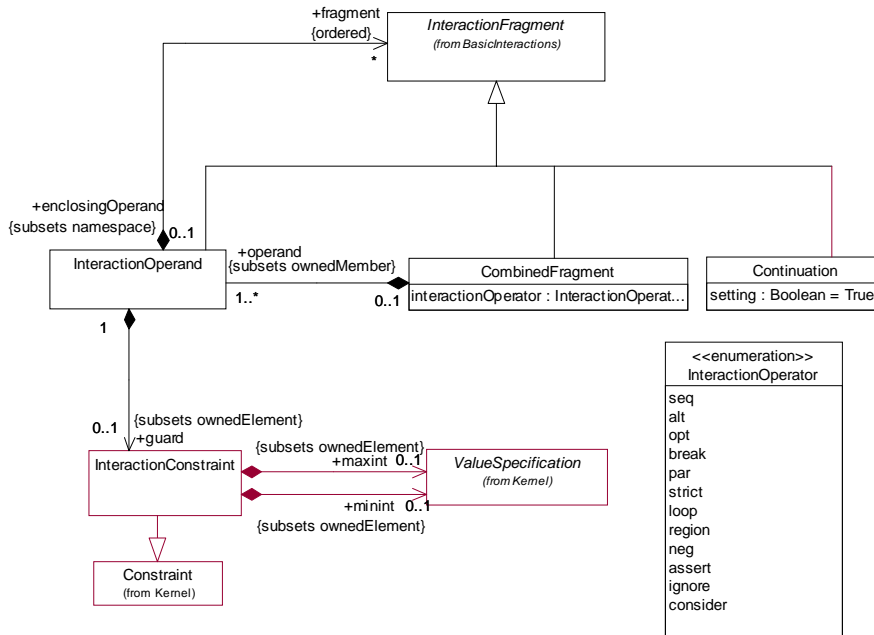 +fragment
{ordered}
*
InteractionFragment
(from BasicInteractions)
+enclosingOperand
{subsets namespace}
0..1
InteractionOperand
+operand
{subsets ownedMember}
1..*
0..1
CombinedFragment
interactionOperator : InteractionOperat...
Continuation
setting : Boolean = True
1
0..1
{subsets ownedElement}
+guard
InteractionConstraint
{subsets ownedElement}
+maxint
0..1
+minint
0..1
{subsets ownedElement}
ValueSpecification
(from Kernel)
Constraint
(from Kernel)
<<enumeration>>
InteractionOperator
seq
alt
opt
break
par
strict
loop
region
neg
assert
ignore
consider